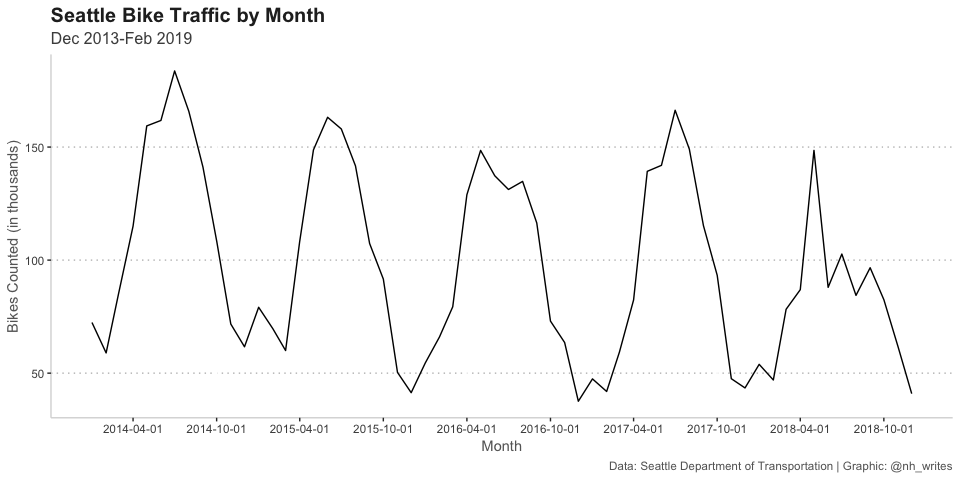 Seattle Bike Traffic by Month
Dec 2013-Feb 2019
Bikes Counted (in thousands)
150
100
50
2014-04-01 2014-10-01 2015-04-01 2015-10-01 2016-04-01 2016-10-01 2017-04-01 2017-10-01 2018-04-01 2018-10-01
Month
Data: Seattle Department of Transportation | Graphic: @nh_writes